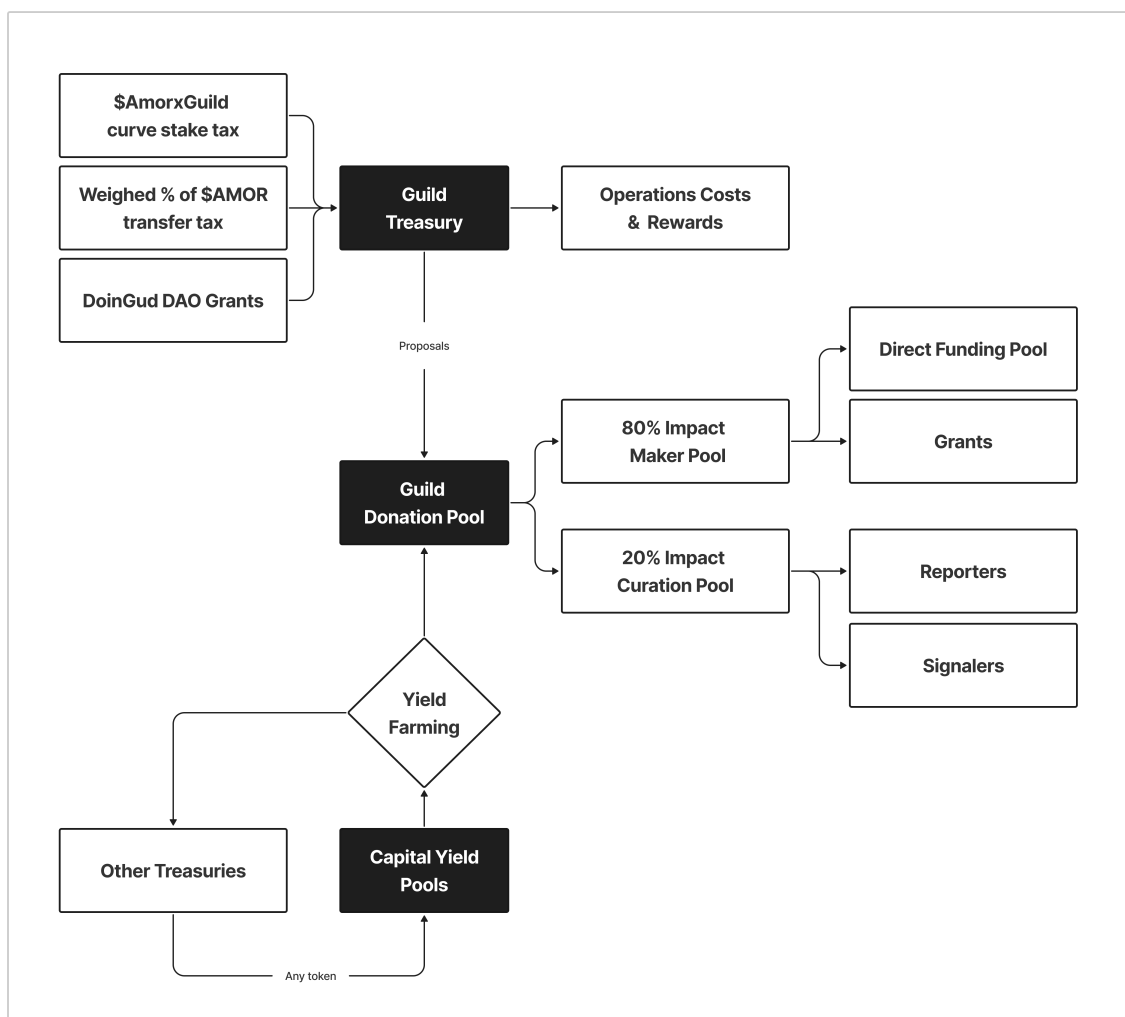 $AmorxGuild
curve stake tax
Weighed % of $AMOR
transfer tax
DoinGud DAO Grants
Guild
Treasury
Operations Costs
& Rewards
Proposals
Direct Funding Pool
80% Impact
Maker Pool
Grants
Guild
Donation Pool
20% Impact
Curation Pool
Reporters
Signalers
Yield
Farming
Other Treasuries
Capital Yield
Pools
Any token